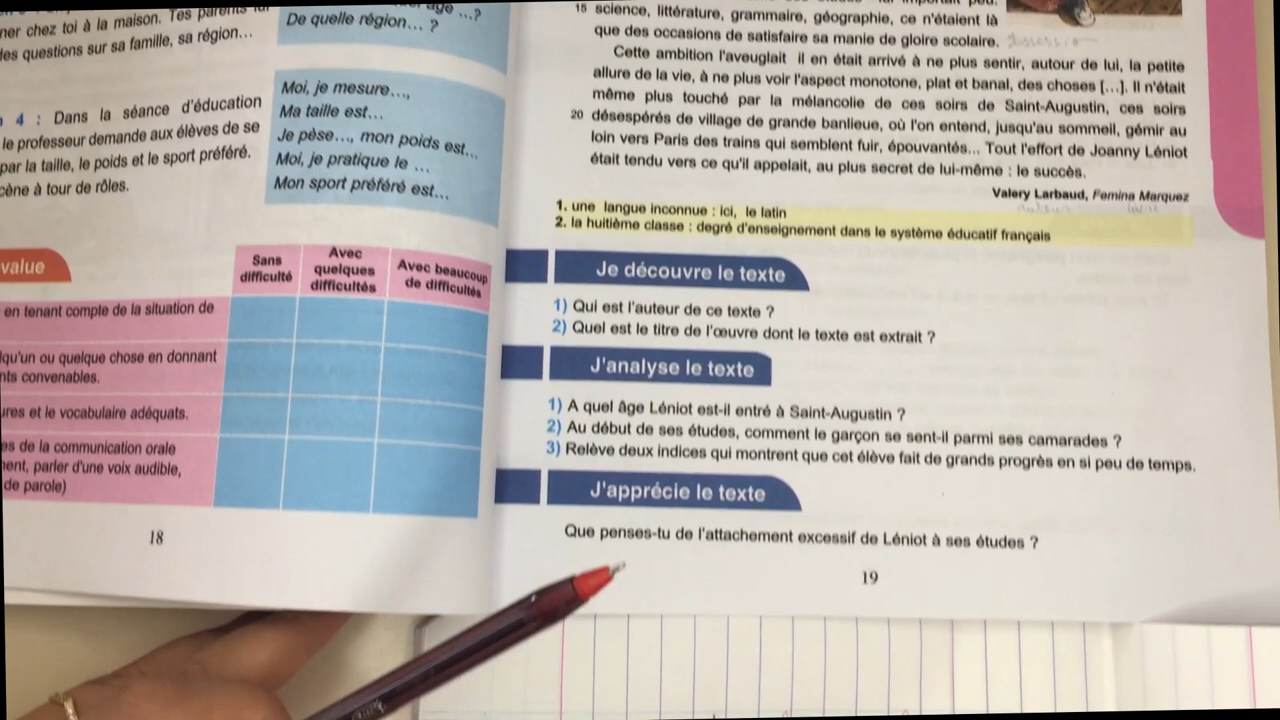 ner chez toi à la maison. Tes parents
des questions sur sa famille, sa région...
...?
De quelle région... ?
4 : Dans la séance d'éducation
le professeur demande aux élèves de se
par la taille, le poids et le sport préféré.
cène à tour de rôles.
Moi, je mesure...,
Ma taille est...
Je pèse..., mon poids est...
Moi, je pratique le ...
Mon sport préféré est...
value
Sans difficulté
Avec quelques difficultés
Avec beaucoup de difficultés
en tenant compte de la situation de
lqu'un ou quelque chose en donnant
nts convenables.
ures et le vocabulaire adéquats.
es de la communication orale
ment, parler d'une voix audible,
de parole)
18
15 science, littérature, grammaire, géographie, ce n'étaient là
que des occasions de satisfaire sa manie de gloire scolaire.
Cette ambition l'aveuglait il en était arrivé à ne plus sentir, autour de lui, la petite
allure de la vie, à ne plus voir l'aspect monotone, plat et banal, des choses [...]. Il n'était
même plus touché par la mélancolie de ces soirs de Saint-Augustin, ces soirs
20 désespérés de village de grande banlieue, où l'on entend, jusqu'au sommeil, gémir au
loin vers Paris des trains qui semblent fuir, épouvantés... Tout l'effort de Joanny Léniot
était tendu vers ce qu'il appelait, au plus secret de lui-même : le succès.
Valery Larbaud, Femina Marquez
1. une langue inconnue : ici, le latin
2. la huitième classe : degré d'enseignement dans le système éducatif français
Je découvre le texte
1) Qui est l'auteur de ce texte ?
2) Quel est le titre de l'œuvre dont le texte est extrait ?
J'analyse le texte
1) A quel âge Léniot est-il entré à Saint-Augustin ?
2) Au début de ses études, comment le garçon se sent-il parmi ses camarades ?
3) Relève deux indices qui montrent que cet élève fait de grands progrès en si peu de temps.
J'apprécie le texte
Que penses-tu de l'attachement excessif de Léniot à ses études ?
19